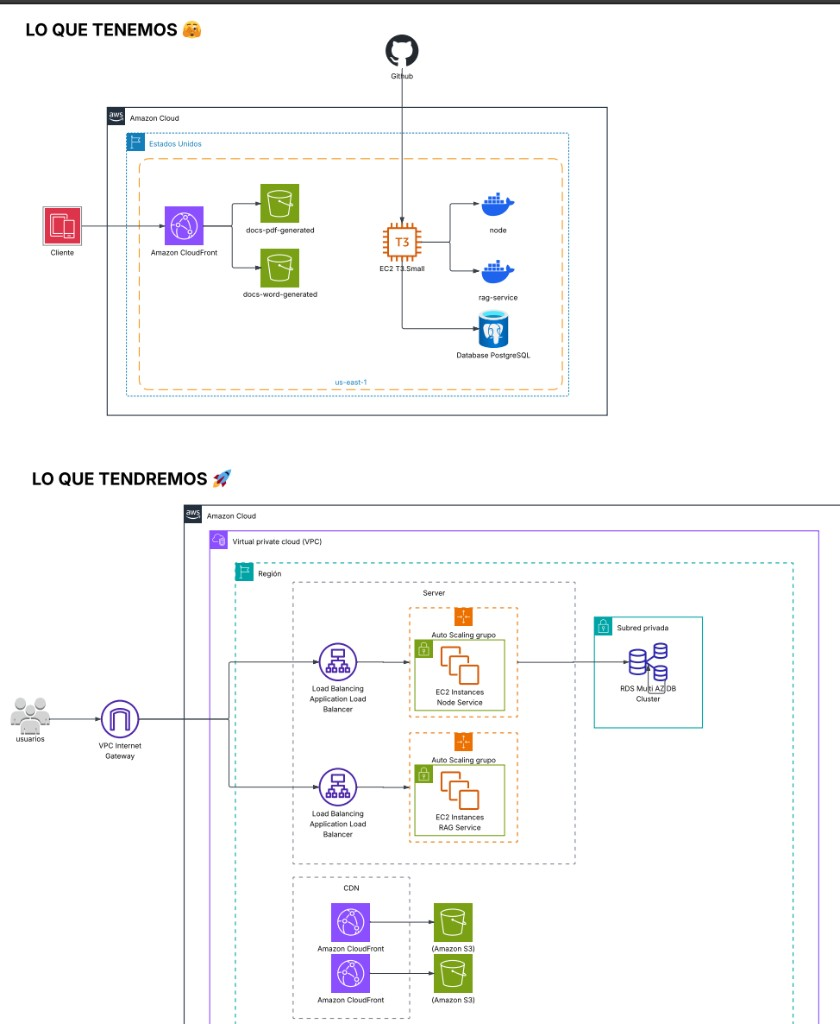 LO QUE TENEMOS 🫣
Github
aws
Amazon Cloud
Estados Unidos
docs-pdf-generated
T3
node
Cliente
Amazon CloudFront
EC2 T3.Small
docs-word-generated
rag-service
Database PostgreSQL
us-east-1
LO QUE TENDREMOS 🚀
aws
Amazon Cloud
Virtual private cloud (VPC)
Región
Server
Auto Scaling grupo
Subred privada
Load Balancing
Application Load
Balancer
EC2 Instances
Node Service
RDS Multi AZ DB
Cluster
usuarios
VPC Internet
Gateway
Auto Scaling grupo
Load Balancing
Application Load
Balancer
EC2 Instances
RAG Service
CDN
Amazon CloudFront
(Amazon S3)
Amazon CloudFront
(Amazon S3)